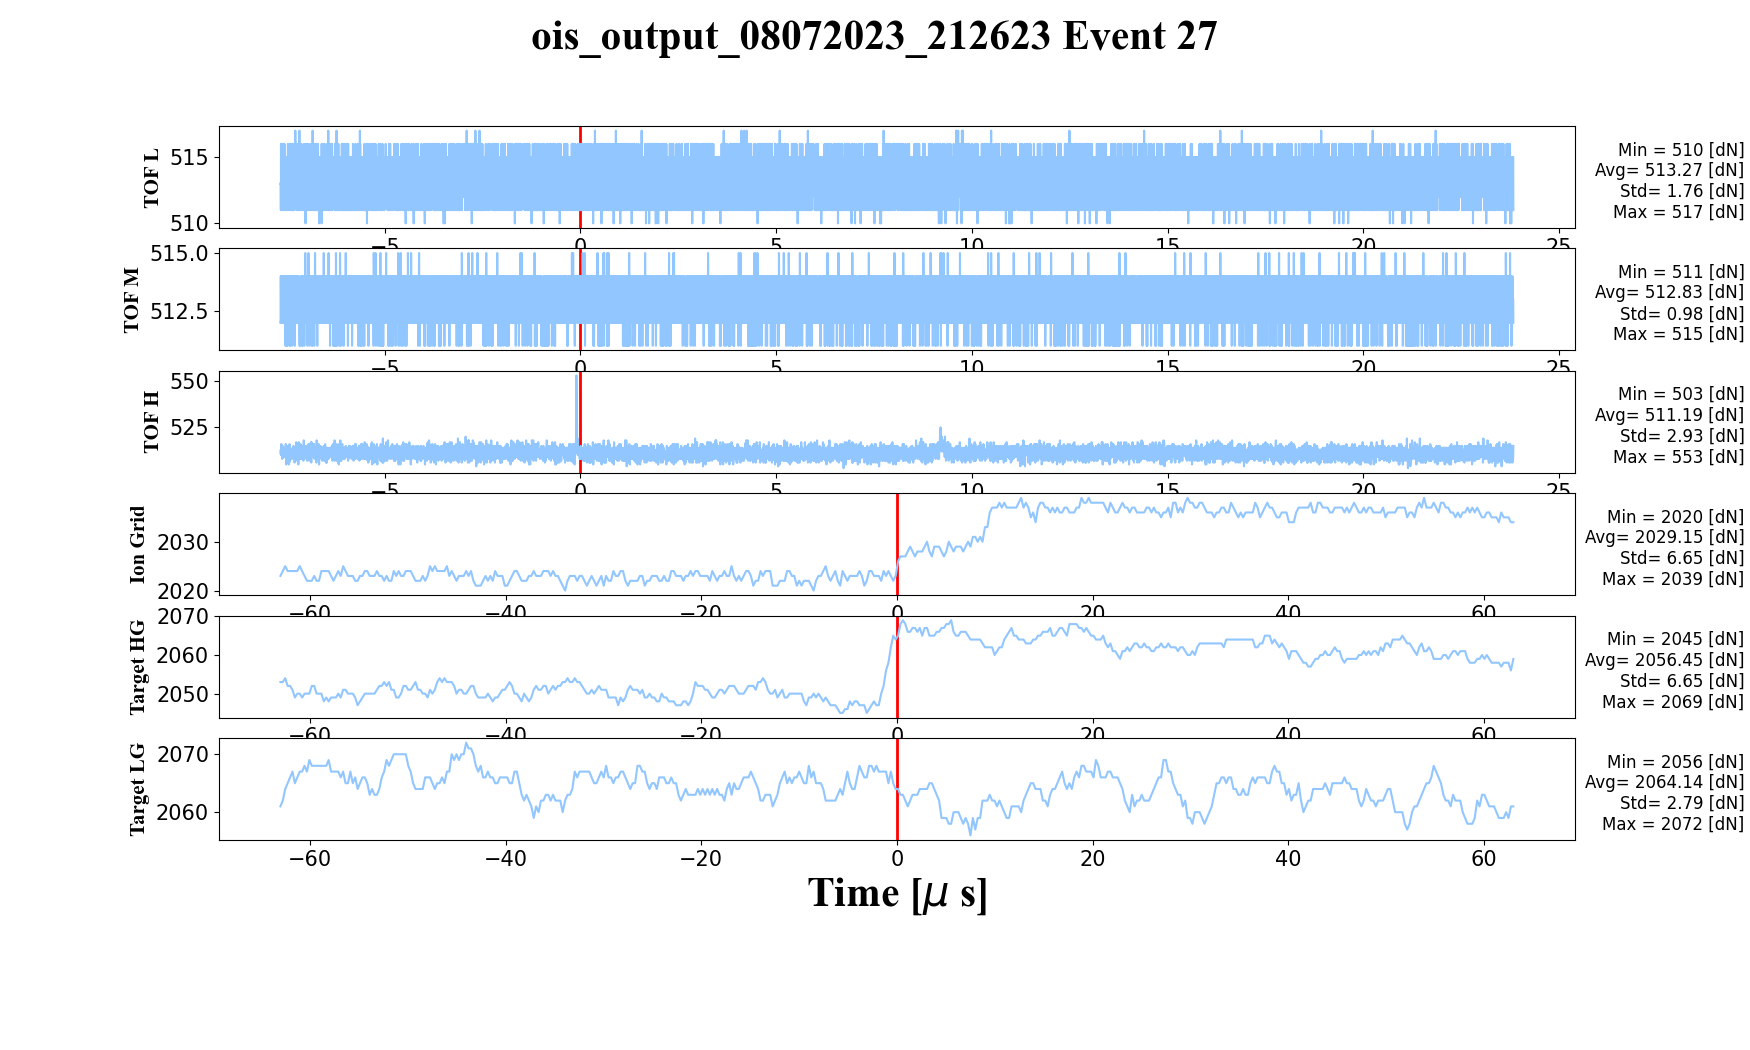 ois_output_08072023_212623 Event 27
TOF L
515
510
Min = 510 [dN]
Avg= 513.27 [dN]
Std= 1.76 [dN]
Max = 517 [dN]
−5 0 5 10 15 20 25
TOF M
515.0
512.5
Min = 511 [dN]
Avg= 512.83 [dN]
Std= 0.98 [dN]
Max = 515 [dN]
−5 0 5 10 15 20 25
TOF H
550
525
Min = 503 [dN]
Avg= 511.19 [dN]
Std= 2.93 [dN]
Max = 553 [dN]
−5 0 5 10 15 20 25
Ion Grid
2030
2020
Min = 2020 [dN]
Avg= 2029.15 [dN]
Std= 6.65 [dN]
Max = 2039 [dN]
−60 −40 −20 0 20 40 60
Target HG
2070
2060
2050
Min = 2045 [dN]
Avg= 2056.45 [dN]
Std= 6.65 [dN]
Max = 2069 [dN]
−60 −40 −20 0 20 40 60
Target LG
2070
2060
Min = 2056 [dN]
Avg= 2064.14 [dN]
Std= 2.79 [dN]
Max = 2072 [dN]
−60 −40 −20 0 20 40 60
Time [μ s]